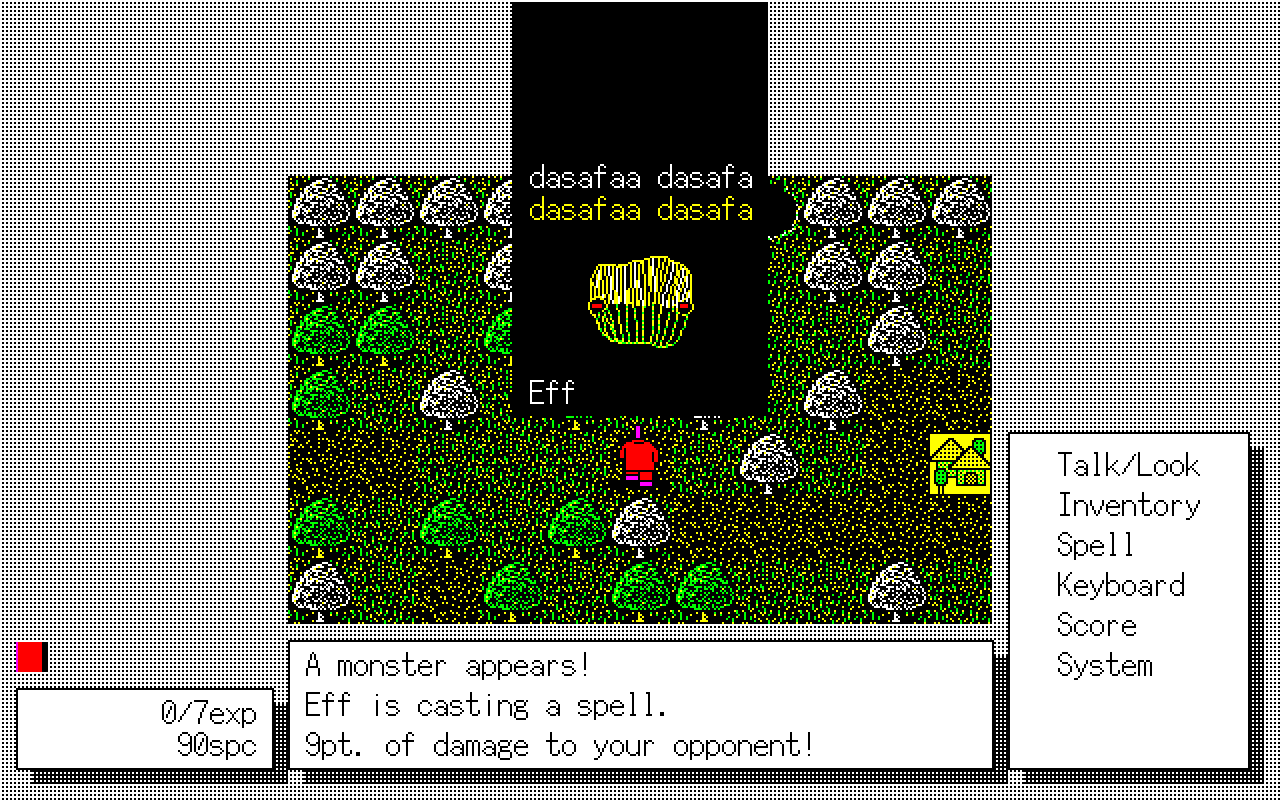 dasafaa dasafa
dasafaa dasafa
Eff
Talk/Look
Inventory
Spell
Keyboard
Score
System
A monster appears!
Eff is casting a spell.
9pt. of damage to your opponent!
0/7exp
90spc